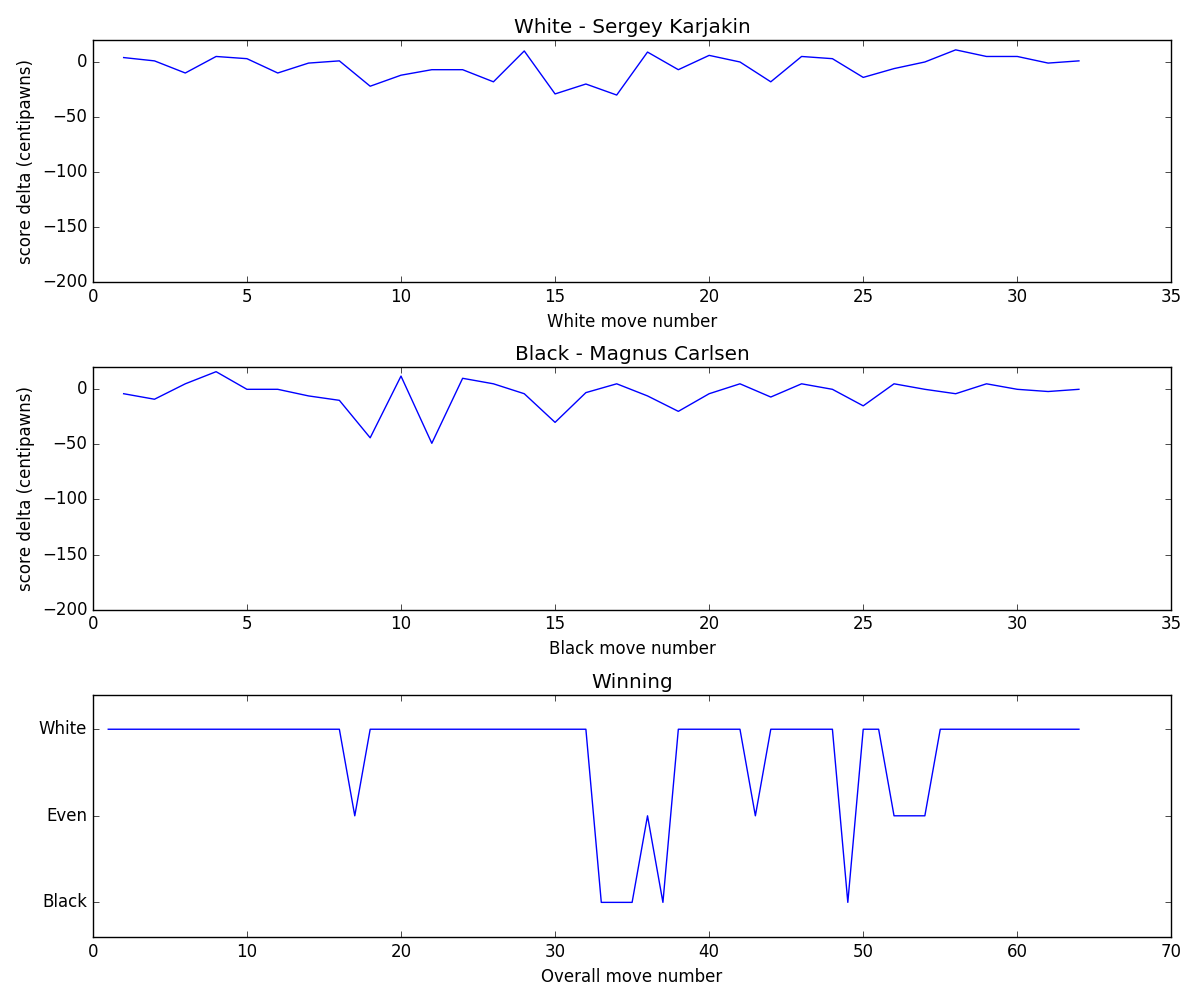 White - Sergey Karjakin
0
−50
−100
−150
−200
score delta (centipawns)
0 5 10 15 20 25 30 35
White move number
Black - Magnus Carlsen
0
−50
−100
−150
−200
score delta (centipawns)
0 5 10 15 20 25 30 35
Black move number
Winning
White
Even
Black
0 10 20 30 40 50 60 70
Overall move number